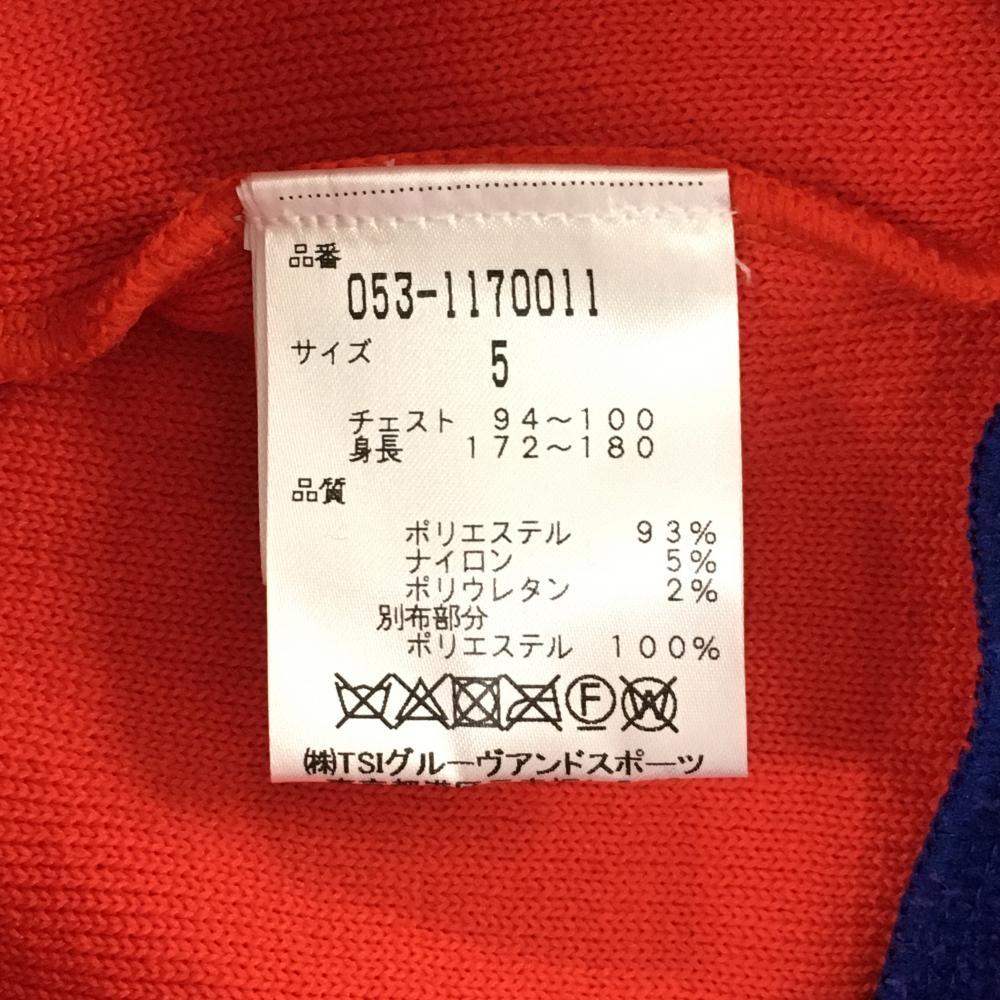 品番
053-1170011
サイズ 5
チェスト 94～100
身長 172～180
品質
ポリエステル 93%
ナイロン 5%
ポリウレタン 2%
別布部分
ポリエステル 100%
F W
㈱TSIグルーヴアンドスポーツ